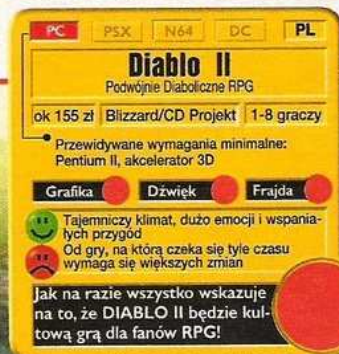 PC PSX N64 DC PL
Diablo II
Podwójnie Diaboliczne RPG
ok 155 zł Blizzard/CD Projekt 1-8 graczy
Przewidywane wymagania minimalne:
Pentium II, akcelerator 3D
Grafika Dźwięk Frajda
Tajemniczy klimat, dużo emocji i wspania-
łych przygód
Od gry, na którą czeka się tyle czasu
wymaga się większych zmian
Jak na razie wszystko wskazuje
na to, że DIABLO II będzie kul-
tową grą dla fanów RPG!